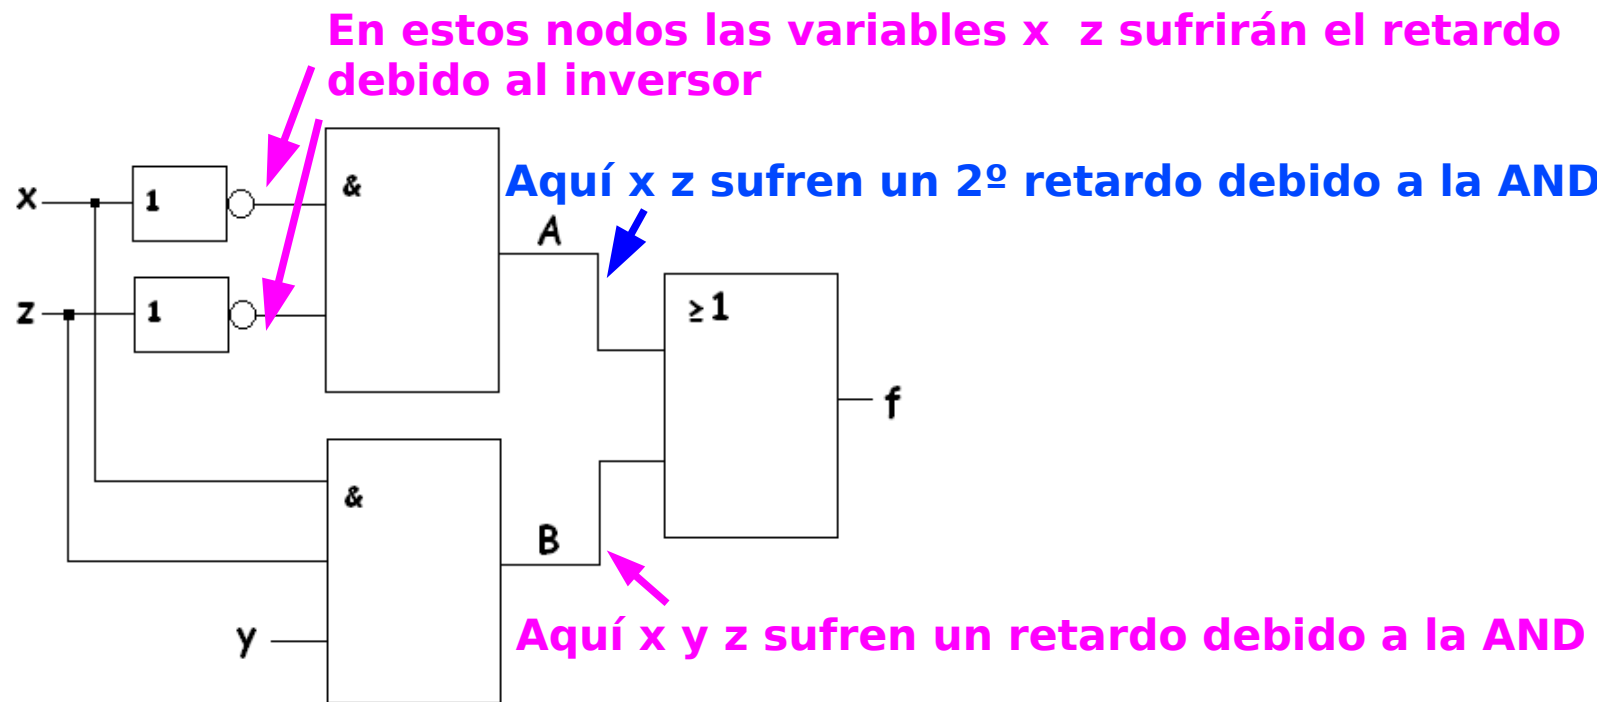 En estos nodos las variables x  z sufrirán el retardo
debido al inversor
Aquí x z sufren un 2º retardo debido a la AND
x
1
&
A
z
1
≥1
f
&
B
y
Aquí x y z sufren un retardo debido a la AND